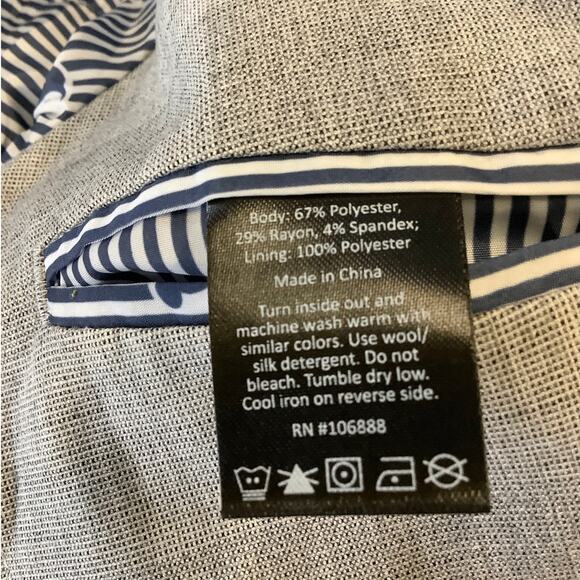 Body: 67% Polyester,
29% Rayon, 4% Spandex;
Lining: 100% Polyester
Made in China
Turn inside out and
machine wash warm with
similar colors. Use wool/
silk detergent. Do not
bleach. Tumble dry low.
Cool iron on reverse side.
RN #106888